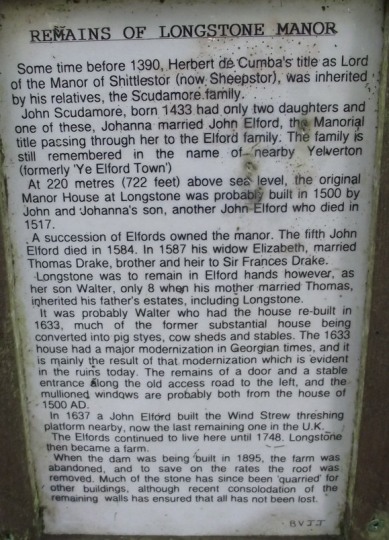 REMAINS OF LONGSTONE MANOR
Some time before 1390, Herbert de Cumba's title as Lord
of the Manor of Shittlestor (now Sheepstor), was inherited
by his relatives, the Scudamore family.
John Scudamore, born 1433 had only two daughters and
one of these, Johanna married John Elford, the Manorial
title passing through her to the Elford family. The family is
still remembered in the name of nearby Yelverton
(formerly 'Ye Elford Town')
At 220 metres (722 feet) above sea level, the original
Manor House at Longstone was probably built in 1500 by
John and Johanna's son, another John Elford who died in
1517.
A succession of Elfords owned the manor. The fifth John
Elford died in 1584. In 1587 his widow Elizabeth, married
Thomas Drake, brother and heir to Sir Frances Drake.
Longstone was to remain in Elford hands however, as
her son Walter, only 8 when his mother married Thomas,
inherited his father's estates, including Longstone.
It was probably Walter who had the house re-built in
1633, much of the former substantial house being
converted into pig styes, cow sheds and stables. The 1633
house had a major modernization in Georgian times, and it
is mainly the result of that modernization which is evident
in the ruins today. The remains of a door and a stable
entrance along the old access road to the left, and the
mullioned windows are probably both from the house of
1500 AD.
In 1637 a John Elford built the Wind Strew threshing
platform nearby, now the last remaining one in the U.K.
The Elfords continued to live here until 1748. Longstone
then became a farm.
When the dam was being built in 1895, the farm was
abandoned, and to save on the rates the roof was
removed. Much of the stone has since been 'quarried' for
other buildings, although recent consolodation of the
remaining walls has ensured that all has not been lost.
BVJJ